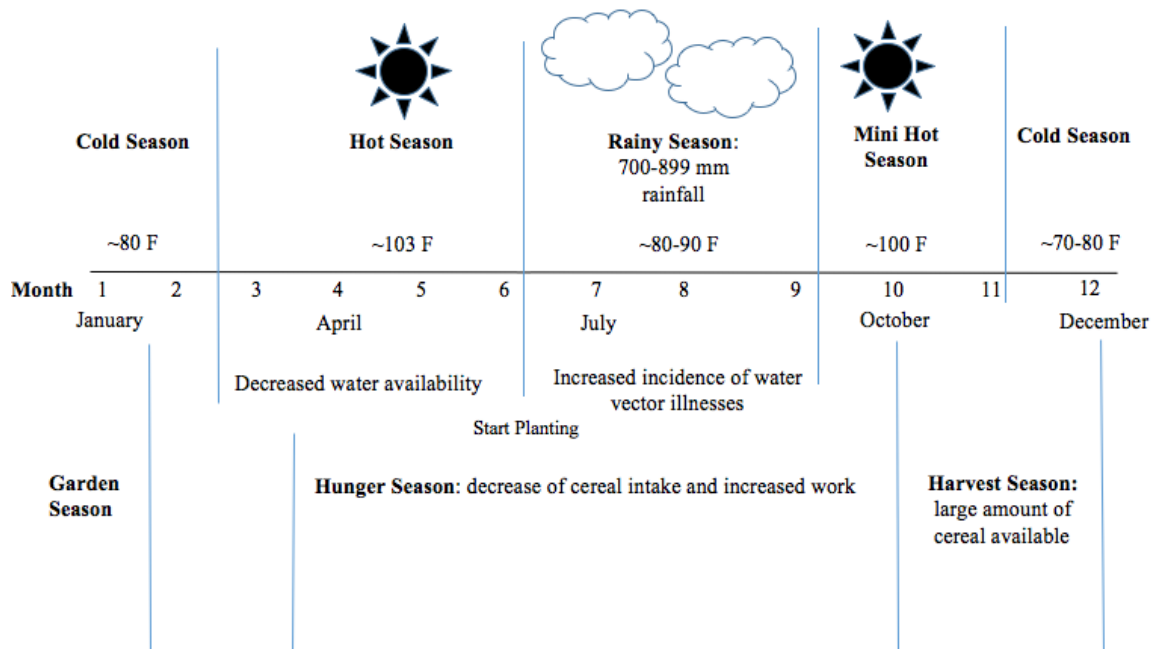 Cold Season
Hot Season
Rainy Season:
700-899 mm
rainfall
Mini Hot
Season
Cold Season
~80 F
~103 F
~80-90 F
~100 F
~70-80 F
Month 1 2 3 4 5 6 7 8 9 10 11 12
January
April
July
October
December
Decreased water availability
Increased incidence of water
vector illnesses
Start Planting
Garden
Season
Hunger Season: decrease of cereal intake and increased work
Harvest Season:
large amount of
cereal available